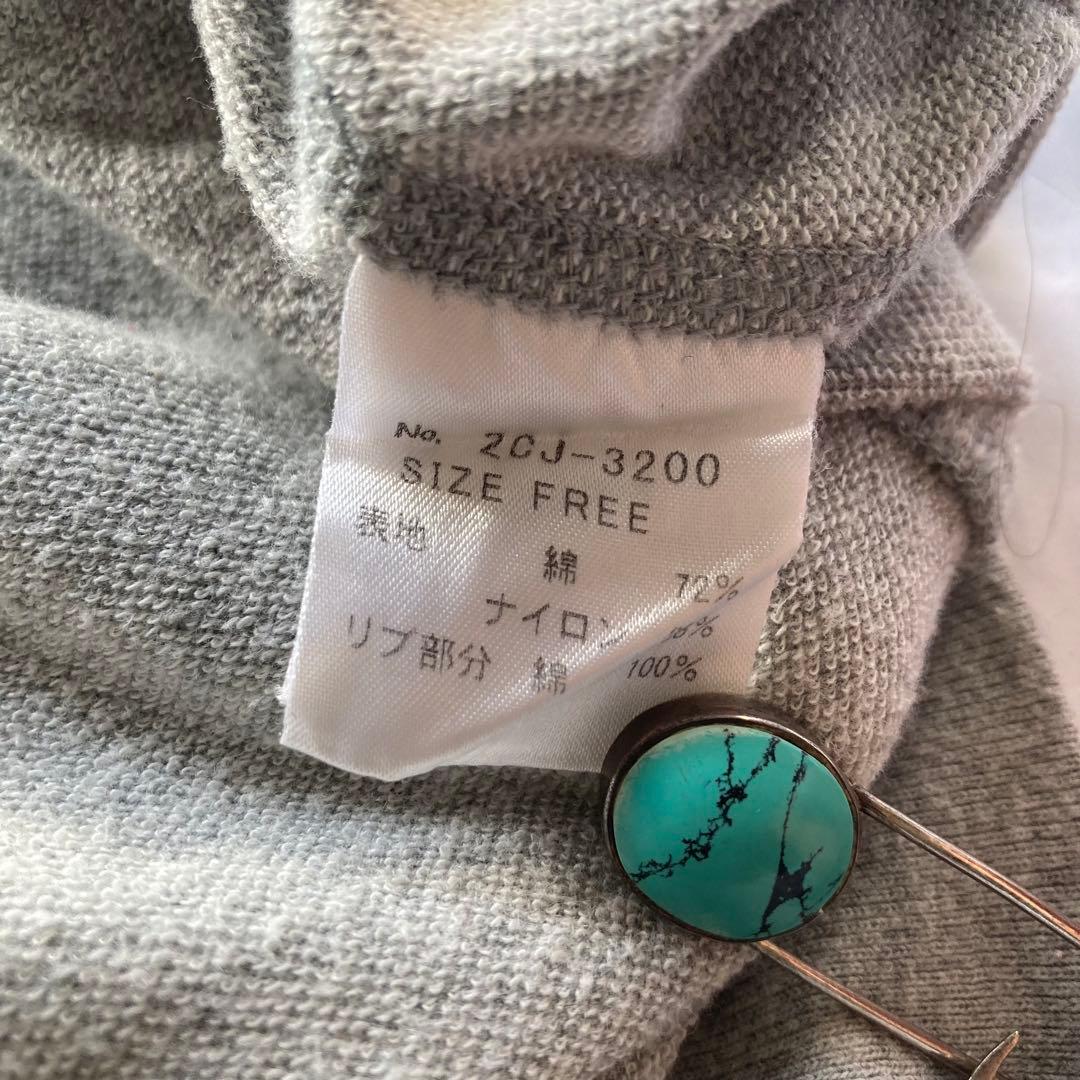 No. 2CJ-3200
SIZE FREE
表地 綿 72%
ナイロン
リブ部分 綿 100%